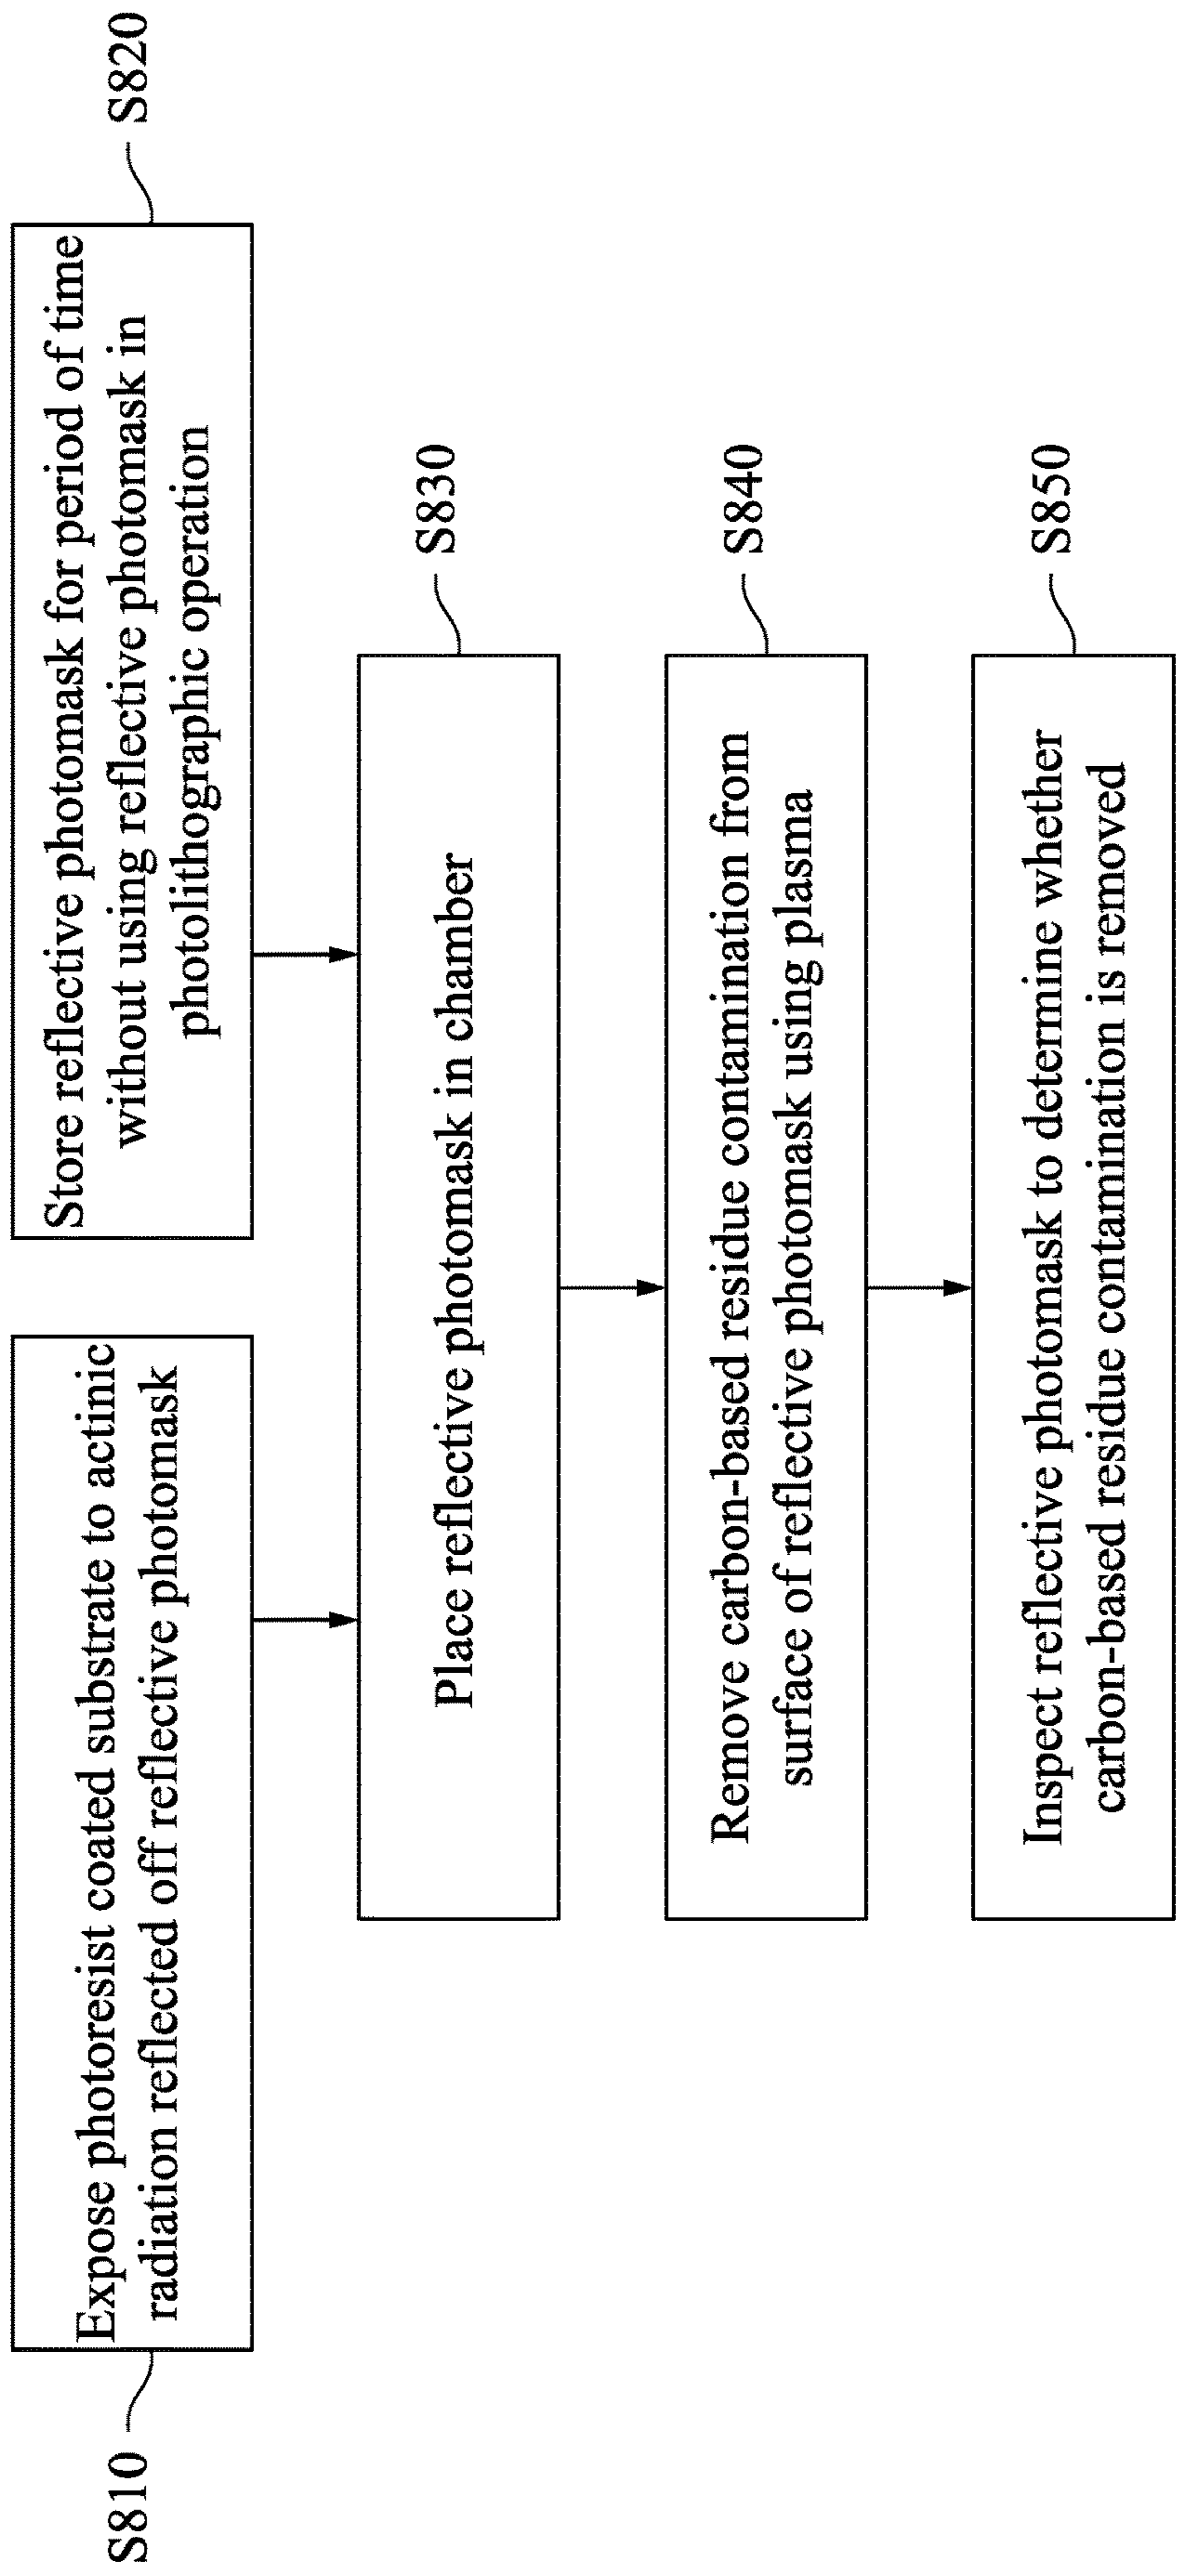 S810
Expose photoresist coated substrate to actinic
radiation reflected off reflective photomask
S820
Store reflective photomask for period of time
without using reflective photomask in
photolithographic operation
S830
Place reflective photomask in chamber
S840
Remove carbon-based residue contamination from
surface of reflective photomask using plasma
S850
Inspect reflective photomask to determine whether
carbon-based residue contamination is removed